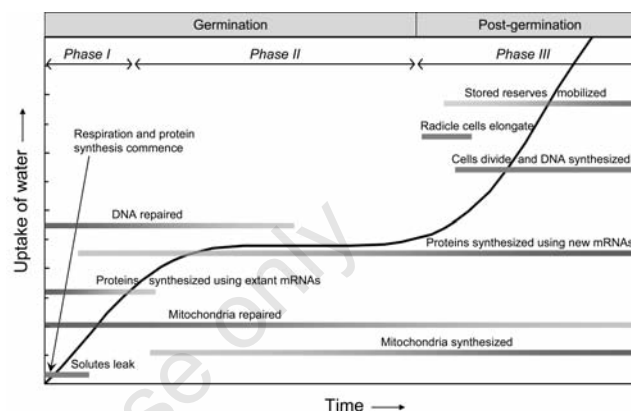 Germination Post-germination
Phase I Phase II Phase III
Stored reserves mobilized
Respiration and protein
synthesis commence
Radicle cells elongate
Cells divide and DNA synthesized
DNA repaired
Proteins synthesized using new mRNAs
Proteins synthesized using extant mRNAs
Mitochondria repaired
Mitochondria synthesized
Solutes leak
Uptake of water
Time
se only